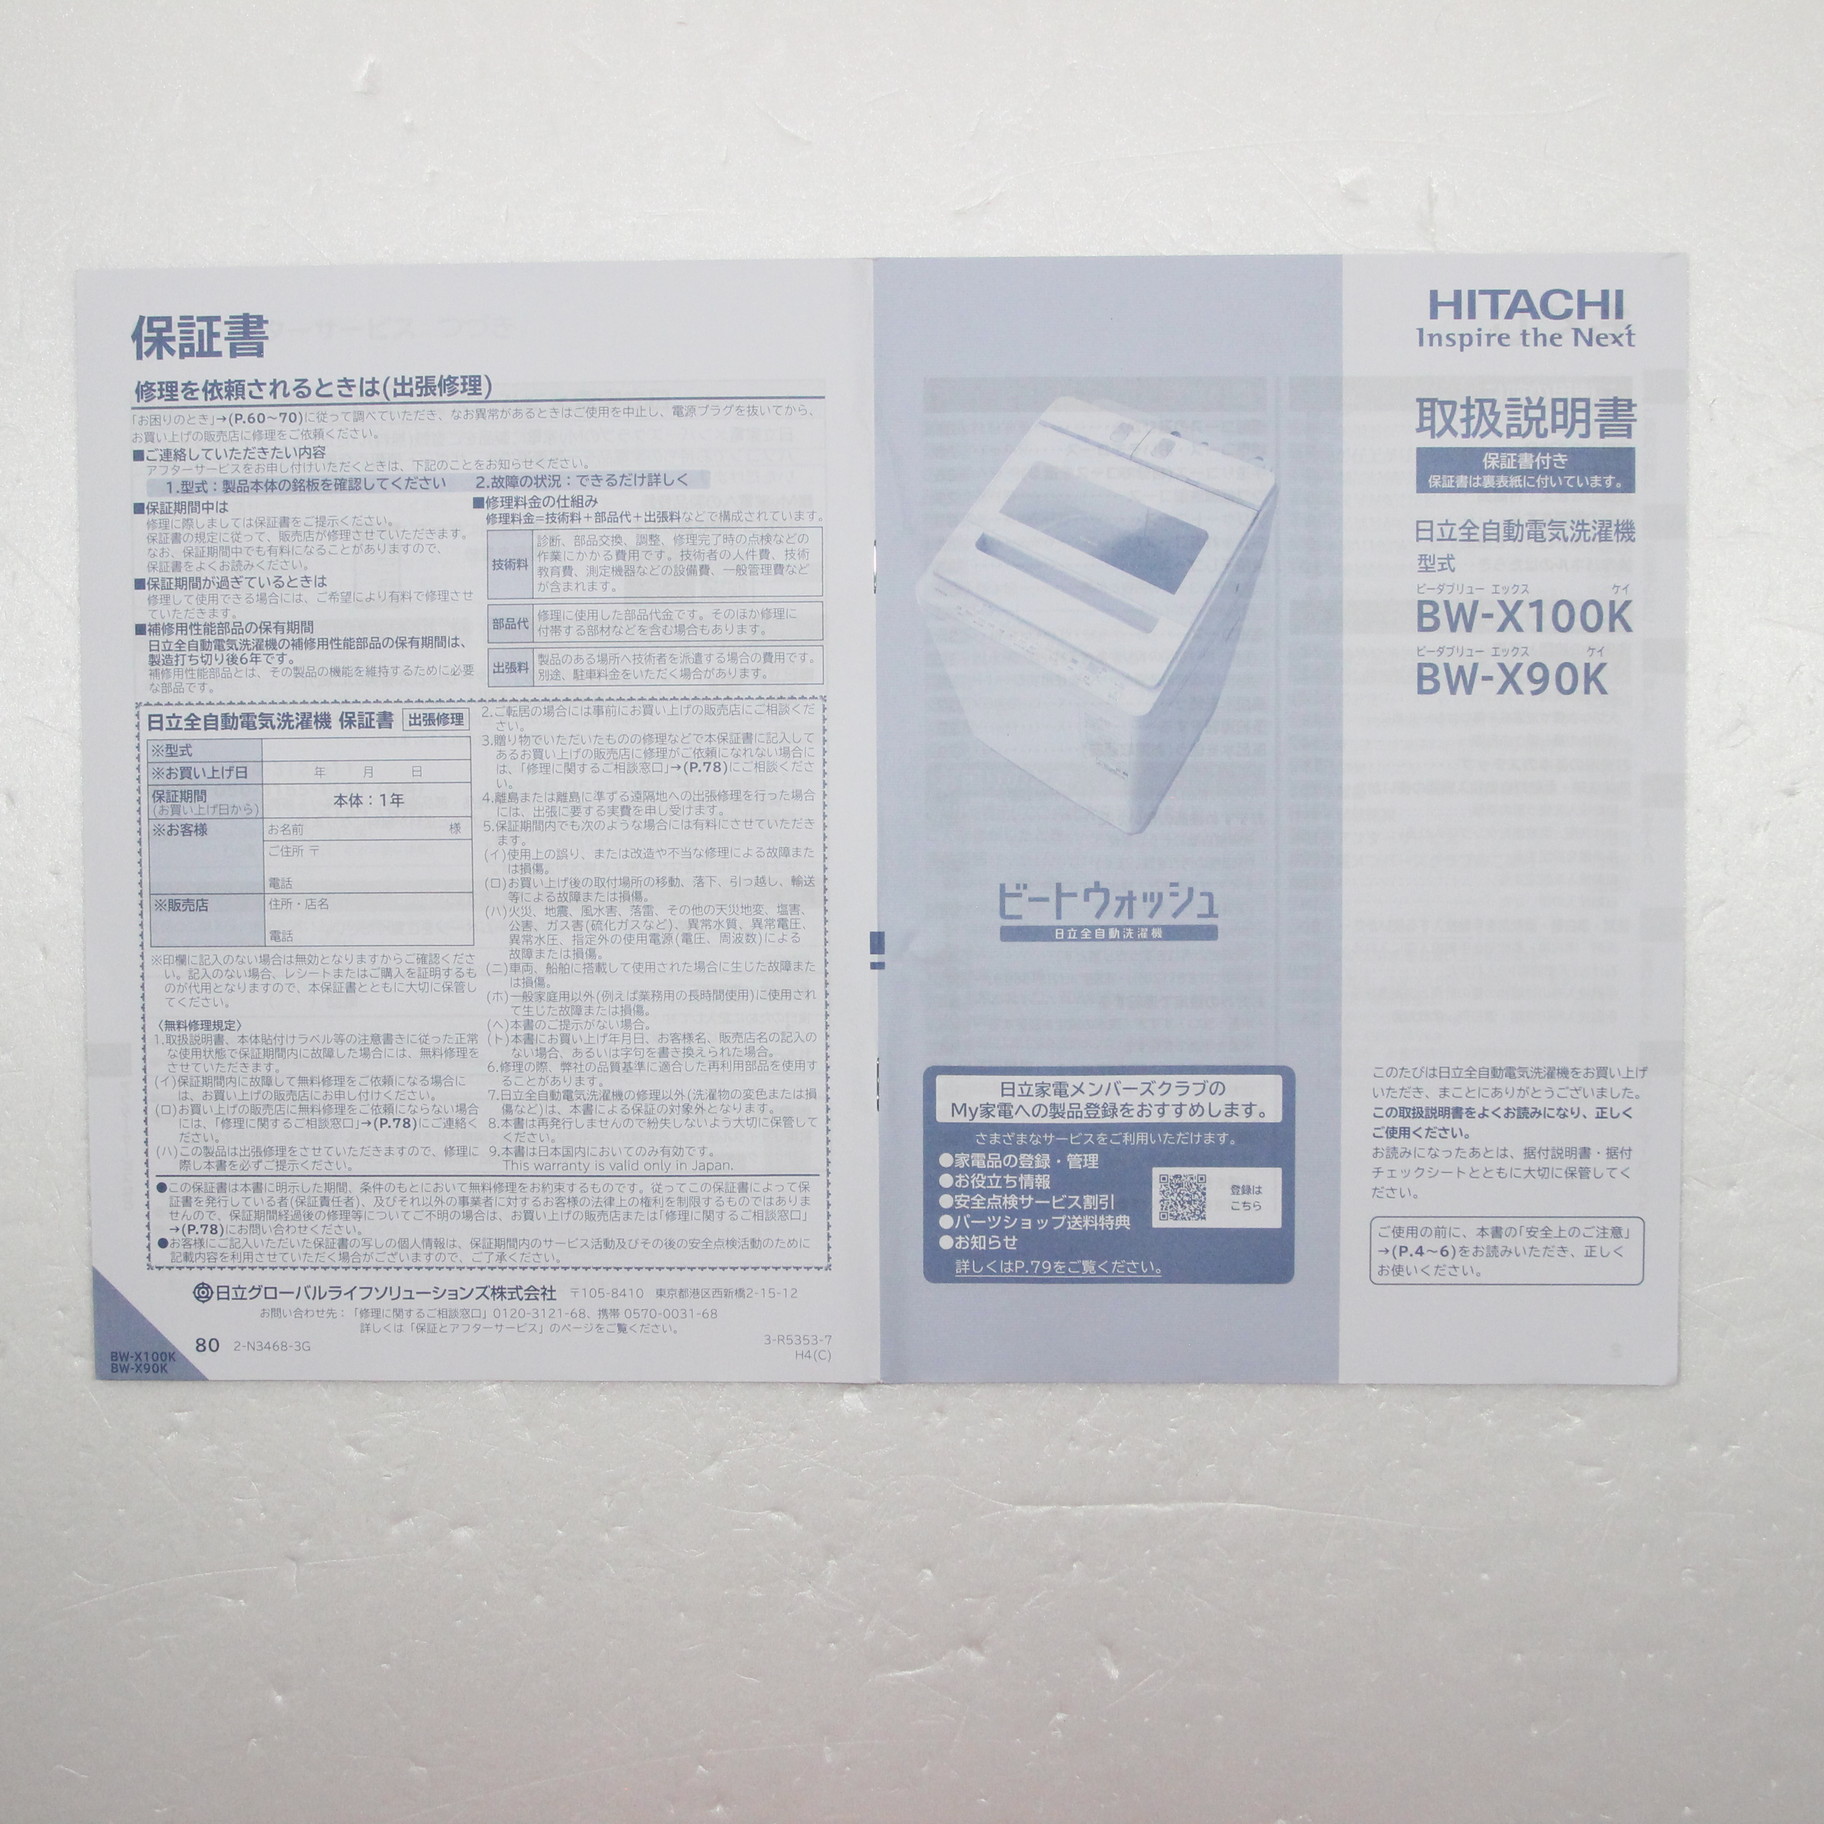 保証書
修理を依頼されるときは(出張修理)
「お困りのとき」→(P.60～70)に従って調べていただき、なお異常があるときはご使用を中止し、電源プラグを抜いてから、
お買い上げの販売店に修理をご依頼ください。
■ご連絡していただきたい内容
アフターサービスをお申し付けいただくときは、下記のことをお知らせください。
1.型式：製品本体の銘板を確認してください 2.故障の状況：できるだけ詳しく
■保証期間中は
修理に際しましては保証書をご提示ください。
保証書の規定に従って、販売店が修理させていただきます。
なお、保証期間中でも有料になることがありますので、
保証書をよくお読みください。
■保証期間が過ぎているときは
修理して使用できる場合には、ご希望により有料で修理させ
ていただきます。
■補修用性能部品の保有期間
日立全自動電気洗濯機の補修用性能部品の保有期間は、
製造打ち切り後6年です。
補修用性能部品とは、その製品の機能を維持するために必要
な部品です。
■修理料金の仕組み
修理料金=技術料＋部品代＋出張料などで構成されています。
技術料
診断、部品交換、調整、修理完了時の点検などの
作業にかかる費用です。技術者の人件費、技術
教育費、測定機器などの設備費、一般管理費など
が含まれます。
部品代
修理に使用した部品代金です。そのほか修理に
付帯する部材などを含む場合もあります。
出張料
製品のある場所へ技術者を派遣する場合の費用です。
別途、駐車料金をいただく場合があります。
日立全自動電気洗濯機 保証書 出張修理
※型式
※お買い上げ日 年 月 日
保証期間
(お買い上げ日から)
本体：1年
※お客様 お名前 様
ご住所 〒
電話
※販売店 住所・店名
電話
※印欄に記入のない場合は無効となりますからご確認くださ
い。記入のない場合、レシートまたはご購入を証明するも
のが代用となりますので、本保証書とともに大切に保管し
てください。
〈無料修理規定〉
1.取扱説明書、本体貼付けラベル等の注意書きに従った正常
な使用状態で保証期間内に故障した場合には、無料修理を
させていただきます。
(イ)保証期間内に故障して無料修理をご依頼になる場合に
は、お買い上げの販売店にお申し付けください。
(ロ)お買い上げの販売店に無料修理をご依頼にならない場合
には、「修理に関するご相談窓口」→(P.78)にご連絡く
ださい。
(ハ)この製品は出張修理をさせていただきますので、修理に
際し本書を必ずご提示ください。
2.ご転居の場合には事前にお買い上げの販売店にご相談くだ
さい。
3.贈り物でいただいたものの修理などで本保証書に記入して
あるお買い上げの販売店に修理がご依頼になれない場合に
は、「修理に関するご相談窓口」→(P.78)にご相談くださ
い。
4.離島または離島に準ずる遠隔地への出張修理を行った場合
には、出張に要する実費を申し受けます。
5.保証期間内でも次のような場合には有料にさせていただき
ます。
(イ)使用上の誤り、または改造や不当な修理による故障また
は損傷。
(ロ)お買い上げ後の取付場所の移動、落下、引っ越し、輸送
等による故障または損傷。
(ハ)火災、地震、風水害、落雷、その他の天災地変、塩害、
公害、ガス害(硫化ガスなど)、異常水質、異常電圧、
異常水圧、指定外の使用電源(電圧、周波数)による
故障または損傷。
(ニ)車両、船舶に搭載して使用された場合に生じた故障また
は損傷。
(ホ)一般家庭用以外(例えば業務用の長時間使用)に使用され
て生じた故障または損傷。
(ヘ)本書のご提示がない場合。
(ト)本書にお買い上げ年月日、お客様名、販売店名の記入の
ない場合、あるいは字句を書き換えられた場合。
6.修理の際、弊社の品質基準に適合した再利用部品を使用す
ることがあります。
7.日立全自動電気洗濯機の修理以外(洗濯物の変色または損
傷など)は、本書による保証の対象外となります。
8.本書は再発行しませんので紛失しないよう大切に保管して
ください。
9.本書は日本国内においてのみ有効です。
This warranty is valid only in Japan.
●この保証書は本書に明示した期間、条件のもとにおいて無料修理をお約束するものです。従ってこの保証書によって保
証書を発行している者(保証責任者)、及びそれ以外の事業者に対するお客様の法律上の権利を制限するものではありま
せんので、保証期間経過後の修理等についてご不明の場合は、お買い上げの販売店または「修理に関するご相談窓口」
→(P.78)にお問い合わせください。
●お客様にご記入いただいた保証書の写しの個人情報は、保証期間内のサービス活動及びその後の安全点検活動のために
記載内容を利用させていただく場合がございますので、ご了承ください。
日立グローバルライフソリューションズ株式会社 〒105-8410 東京都港区西新橋2-15-12
お問い合わせ先：「修理に関するご相談窓口」0120-3121-68、携帯 0570-0031-68
詳しくは「保証とアフターサービス」のページをご覧ください。
BW-X100K
BW-X90K
80 2-N3468-3G
3-R5353-7
H4(C)
HITACHI
Inspire the Next
取扱説明書
保証書付き
保証書は裏表紙に付いています。
日立全自動電気洗濯機
型式
ビーダブリュー エックス ケイ
BW-X100K
ビーダブリュー エックス ケイ
BW-X90K
ビートウォッシュ
日立全自動洗濯機
日立家電メンバーズクラブの
My家電への製品登録をおすすめします。
さまざまなサービスをご利用いただけます。
●家電品の登録・管理
●お役立ち情報
●安全点検サービス割引
●パーツショップ送料特典
●お知らせ
登録は
こちら
詳しくはP.79をご覧ください。
このたびは日立全自動電気洗濯機をお買い上げ
いただき、まことにありがとうございました。
この取扱説明書をよくお読みになり、正しく
ご使用ください。
お読みになったあとは、据付説明書・据付
チェックシートとともに大切に保管してく
ださい。
ご使用の前に、本書の「安全上のご注意」
→(P.4～6)をお読みいただき、正しく
お使いください。